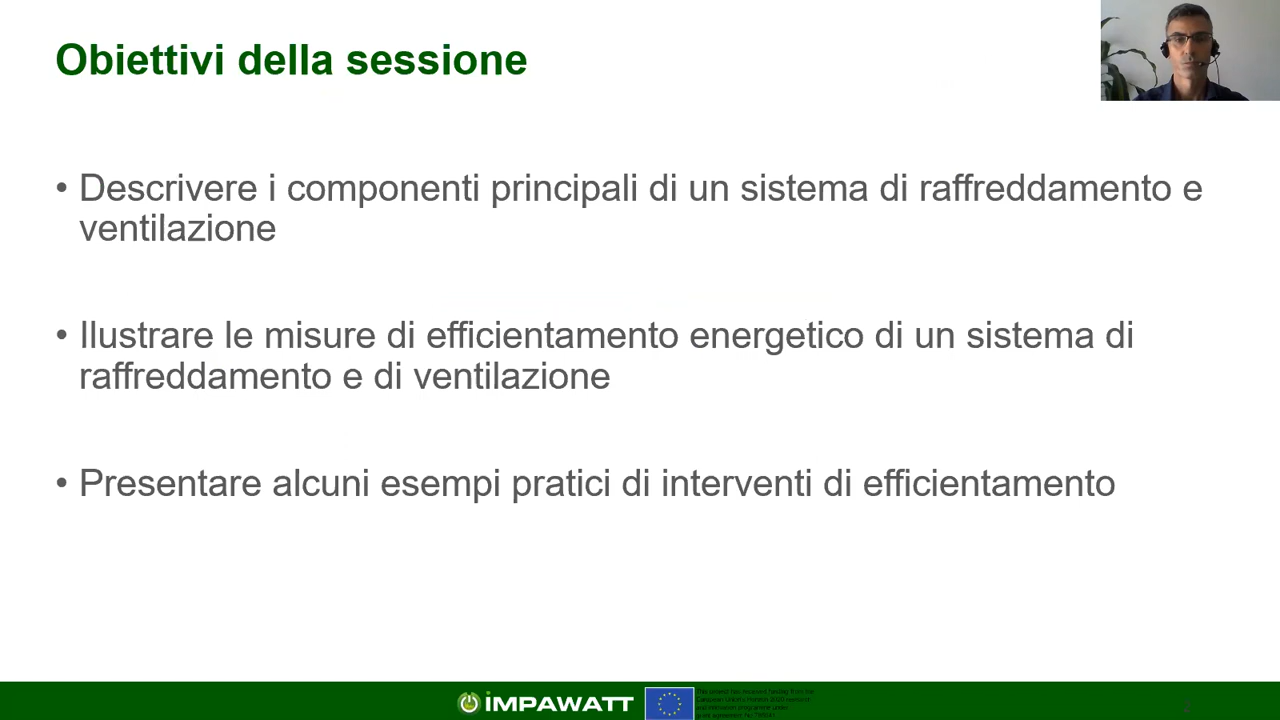 Obiettivi della sessione
• Descrivere i componenti principali di un sistema di raffreddamento e
ventilazione
• Ilustrare le misure di efficientamento energetico di un sistema di
raffreddamento e di ventilazione
• Presentare alcuni esempi pratici di interventi di efficientamento
IMPAWATT